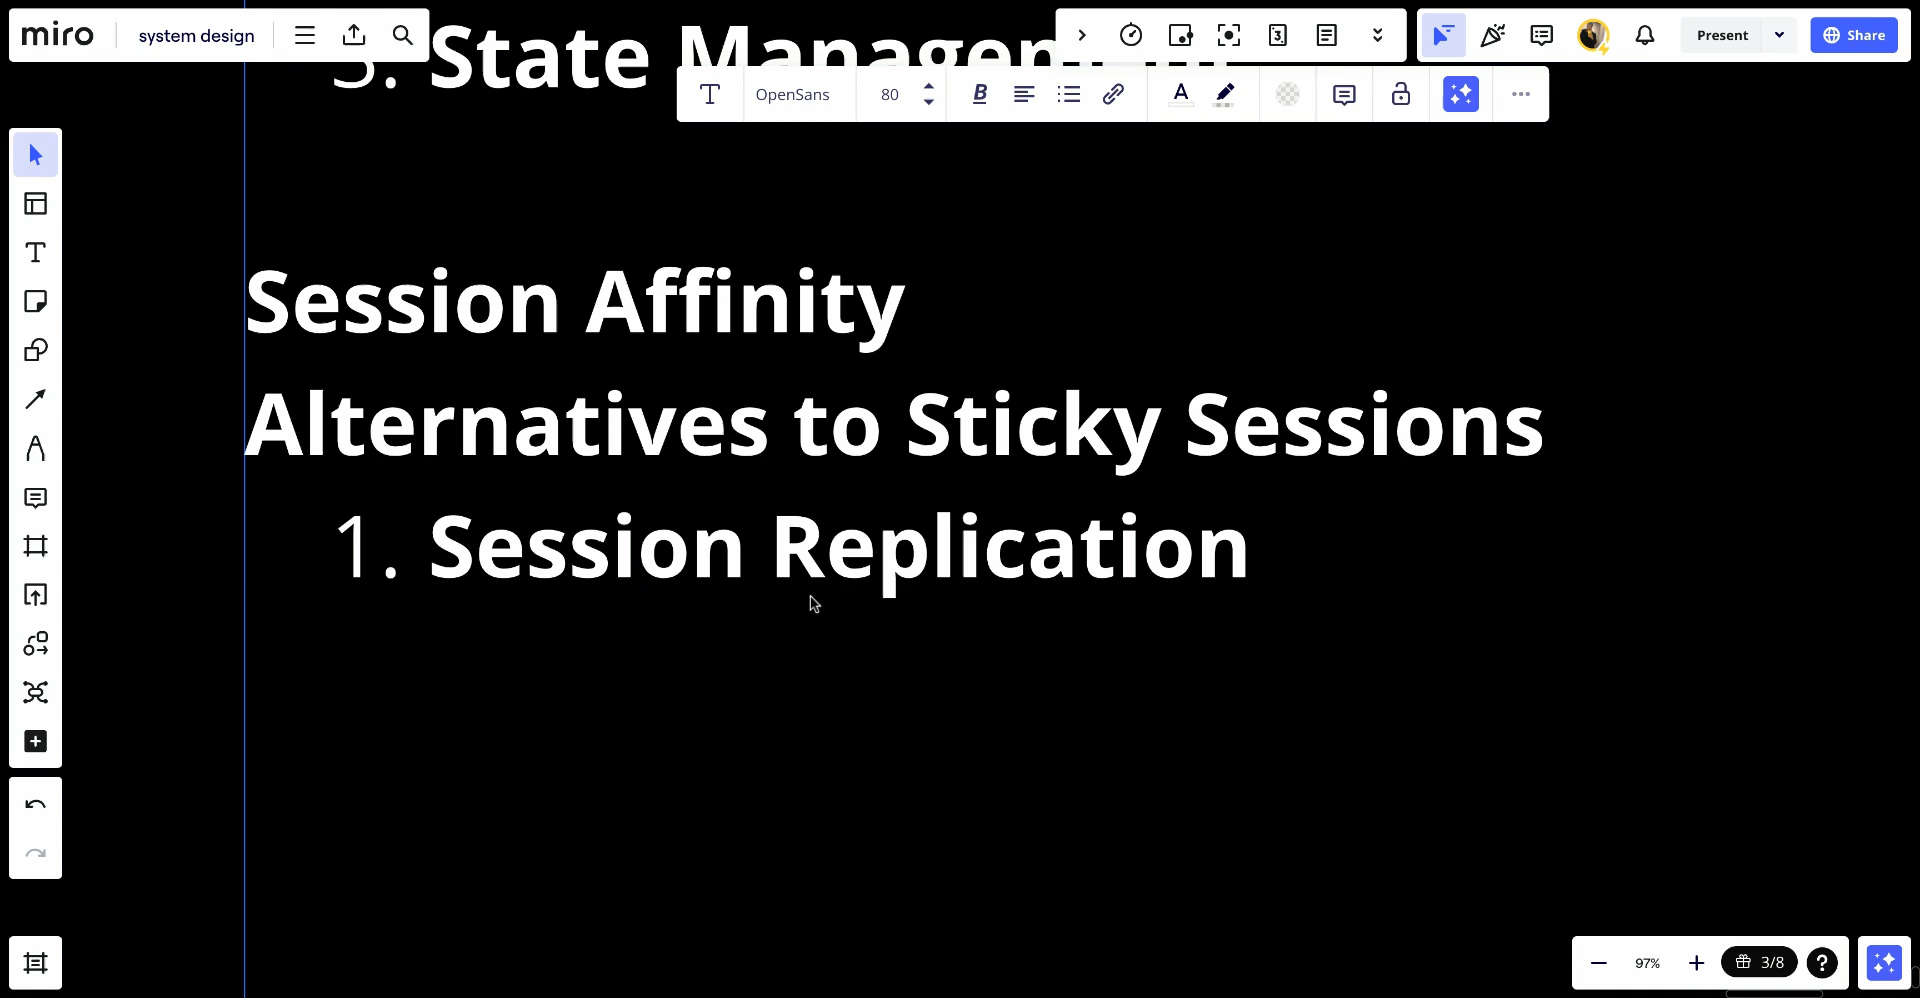 miro
system design
Present
Share
3. State Management
OpenSans
80
B
A
Session Affinity
Alternatives to Sticky Sessions
1. Session Replication
97%
3/8
?